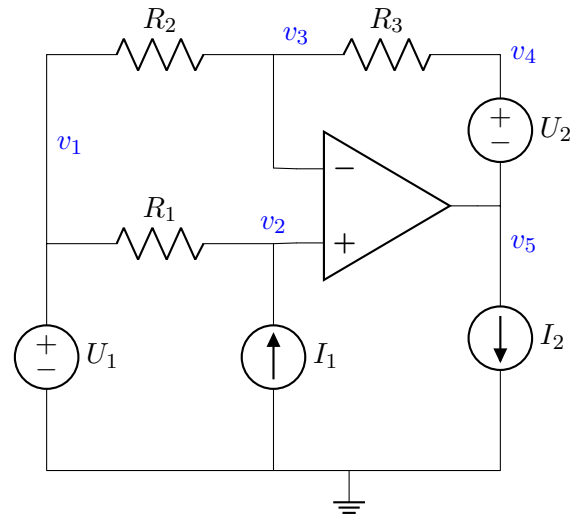 R₂
v₃
R₃
v₄
+
−
U₂
v₁
−
R₁
v₂
+
v₅
+
−
U₁
I₁
I₂